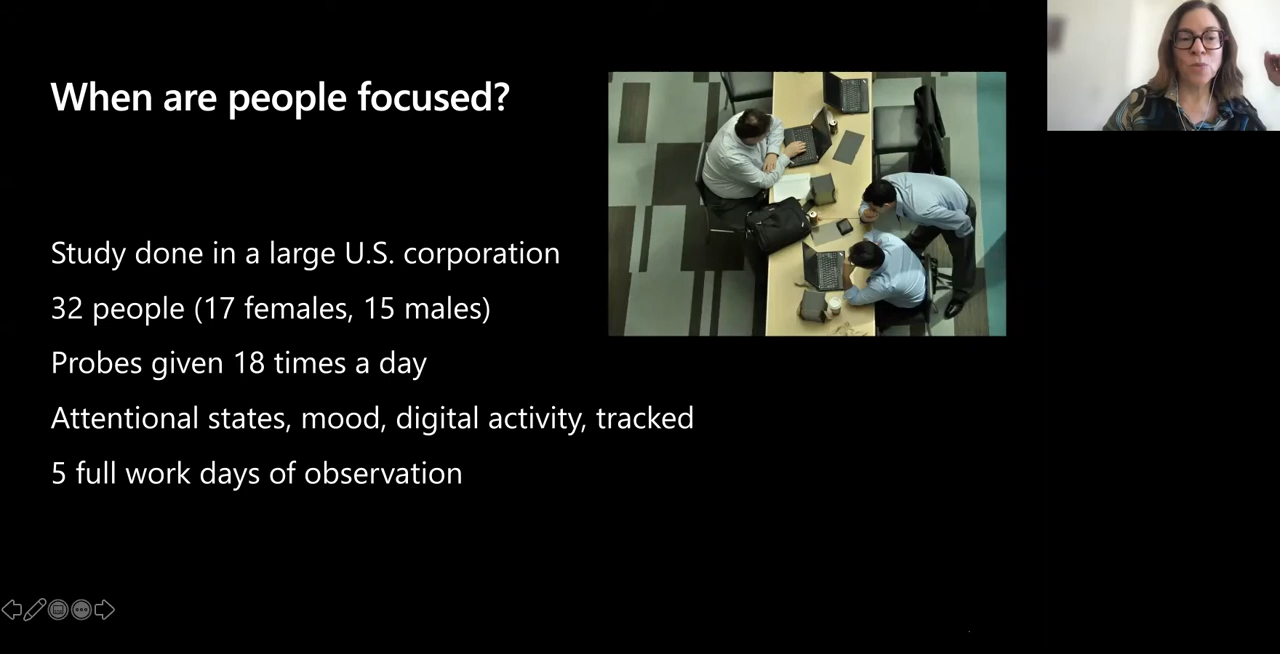 When are people focused?
Study done in a large U.S. corporation
32 people (17 females, 15 males)
Probes given 18 times a day
Attentional states, mood, digital activity, tracked
5 full work days of observation